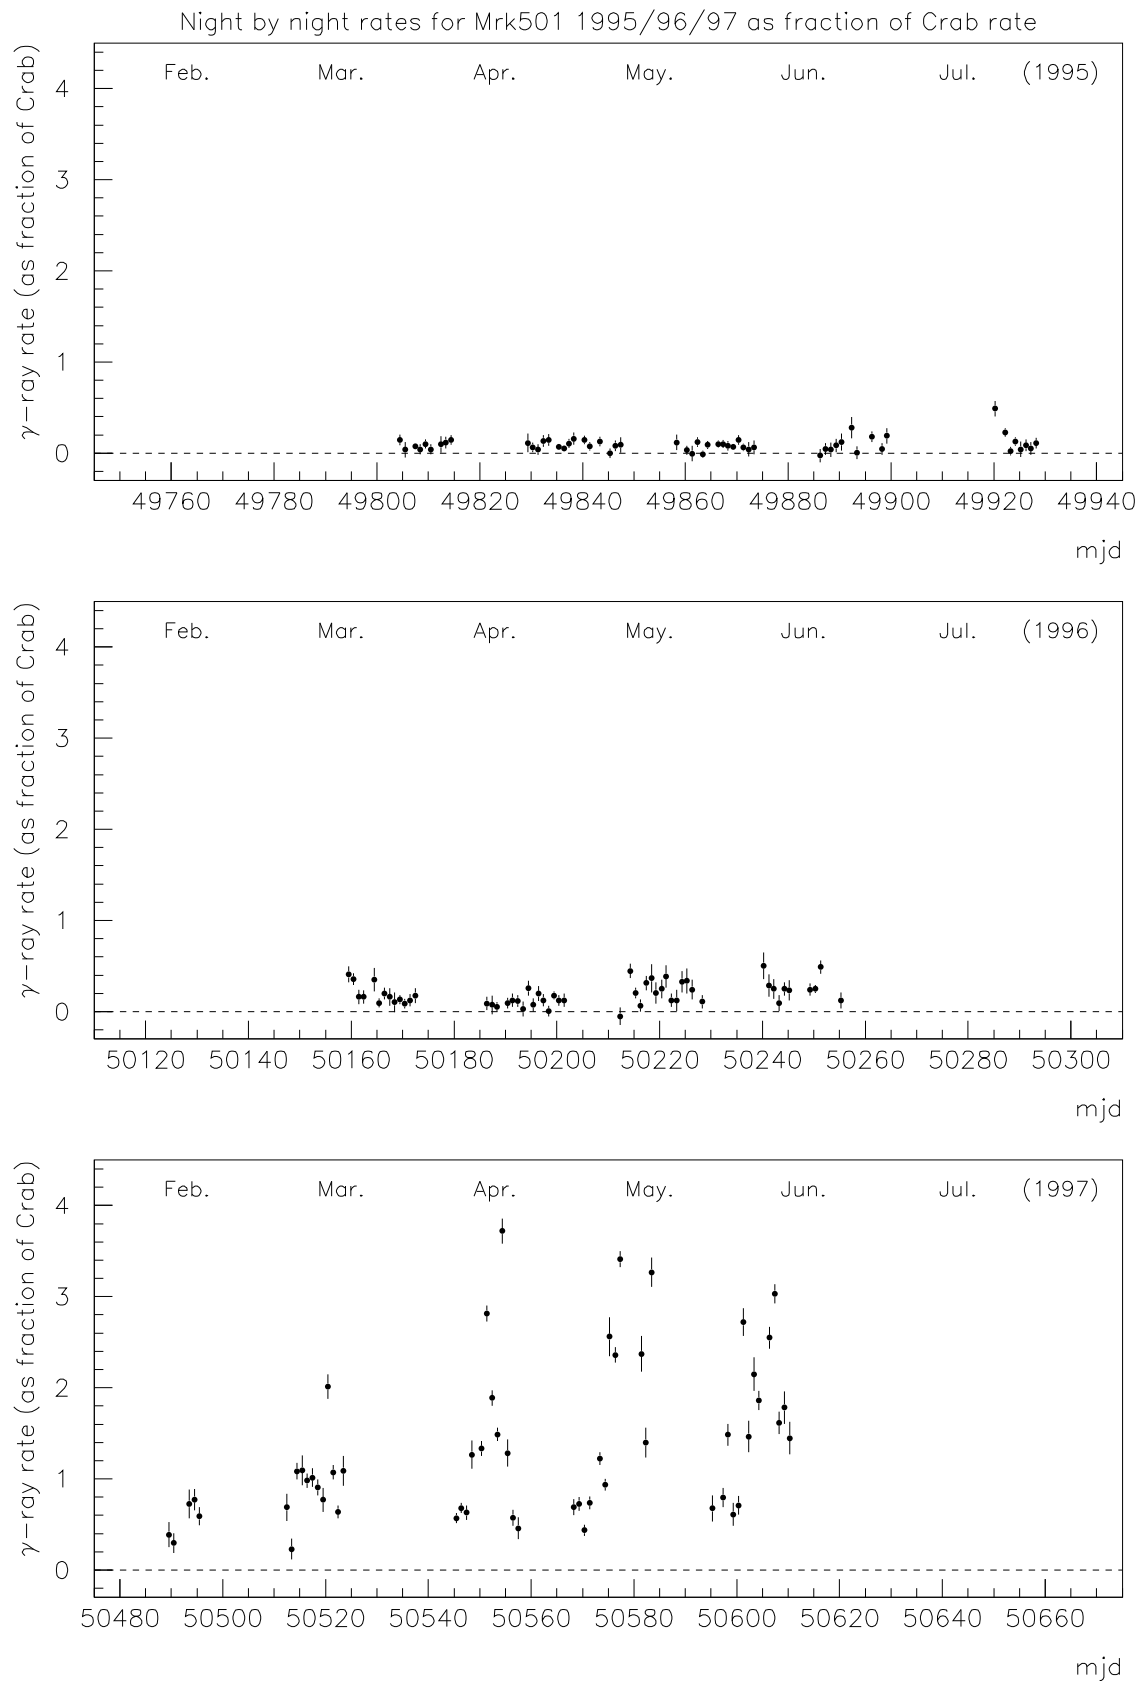 Night by night rates for Mrk501 1995/96/97 as fraction of Crab rate
γ−ray rate (as fraction of Crab)
Feb. Mar. Apr. May. Jun. Jul. (1995)
4
3
2
1
0
49760 49780 49800 49820 49840 49860 49880 49900 49920 49940
mjd
γ−ray rate (as fraction of Crab)
Feb. Mar. Apr. May. Jun. Jul. (1996)
4
3
2
1
0
50120 50140 50160 50180 50200 50220 50240 50260 50280 50300
mjd
γ−ray rate (as fraction of Crab)
Feb. Mar. Apr. May. Jun. Jul. (1997)
4
3
2
1
0
50480 50500 50520 50540 50560 50580 50600 50620 50640 50660
mjd